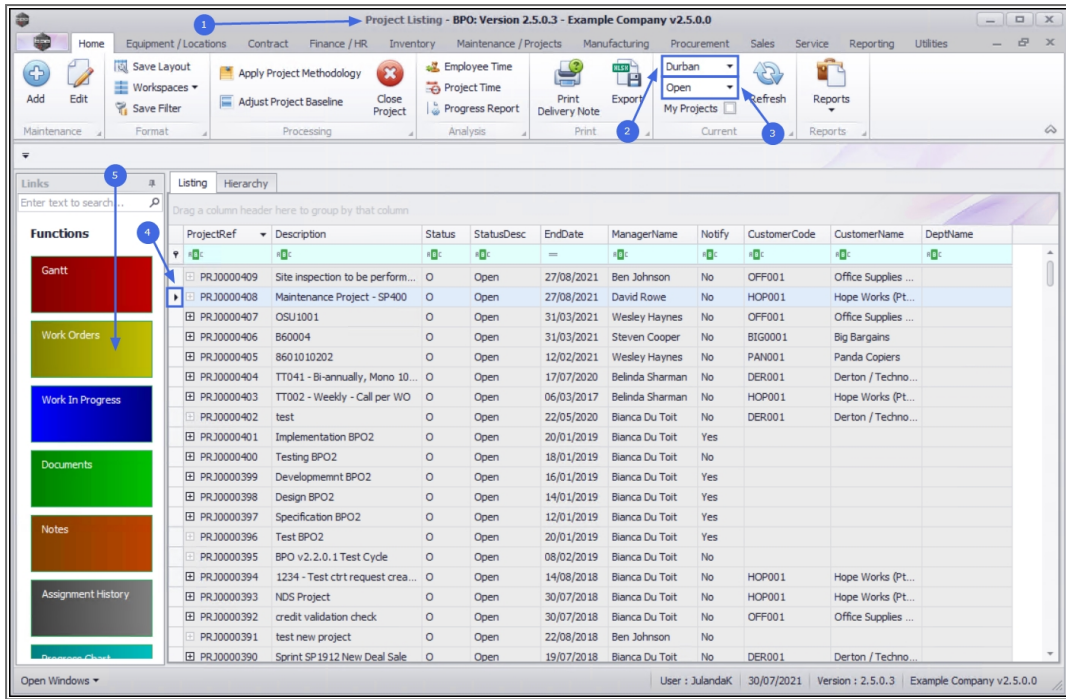 1
Project Listing - BPO: Version 2.5.0.3 - Example Company v2.5.0.0
Home Equipment / Locations Contract Finance / HR Inventory Maintenance / Projects Manufacturing Procurement Sales Service Reporting Utilities
Add
Edit
Save Layout
Workspaces
Save Filter
Apply Project Methodology
Adjust Project Baseline
Close Project
Employee Time
Project Time
Progress Report
Print Delivery Note
Export
2
Durban
Open
My Projects
3
Refresh
Reports
Maintenance Format Processing Analysis Print Current Reports
5
Links
Enter text to search...
Functions
4
Gantt
Work Orders
Work In Progress
Documents
Notes
Assignment History
Progress Chart
Listing Hierarchy
Drag a column header here to group by that column
ProjectRef Description Status StatusDesc EndDate ManagerName Notify CustomerCode CustomerName DeptName
PRJ0000409 Site inspection to be perform... O Open 27/08/2021 Ben Johnson No OFF001 Office Supplies ...
PRJ0000408 Maintenance Project - SP400 O Open 27/08/2021 David Rowe No HOP001 Hope Works (Pt...
PRJ0000407 OSU1001 O Open 31/03/2021 Wesley Haynes No OFF001 Office Supplies ...
PRJ0000406 B60004 O Open 31/03/2021 Steven Cooper No BIG0001 Big Bargains
PRJ0000405 8601010202 O Open 12/02/2021 Wesley Haynes No PAN001 Panda Copiers
PRJ0000404 TT041 - Bi-annually, Mono 10... O Open 17/07/2020 Belinda Sharman No DER001 Derton / Techno...
PRJ0000403 TT002 - Weekly - Call per WO O Open 06/03/2017 Belinda Sharman No HOP001 Hope Works (Pt...
PRJ0000402 test O Open 22/05/2020 Bianca Du Toit No DER001 Derton / Techno...
PRJ0000401 Implementation BPO2 O Open 20/01/2019 Bianca Du Toit Yes
PRJ0000400 Testing BPO2 O Open 18/01/2019 Bianca Du Toit No
PRJ0000399 Developmemnt BPO2 O Open 16/01/2019 Bianca Du Toit Yes
PRJ0000398 Design BPO2 O Open 14/01/2019 Bianca Du Toit Yes
PRJ0000397 Specification BPO2 O Open 12/01/2019 Bianca Du Toit Yes
PRJ0000396 Test BPO2 O Open 20/01/2019 Bianca Du Toit Yes
PRJ0000395 BPO v2.2.0.1 Test Cycle O Open 08/02/2019 Bianca Du Toit No
PRJ0000394 1234 - Test ctrt request crea... O Open 14/08/2018 Bianca Du Toit No HOP001 Hope Works (Pt...
PRJ0000393 NDS Project O Open 30/07/2018 Bianca Du Toit No HOP001 Hope Works (Pt...
PRJ0000392 credit validation check O Open 30/07/2018 Bianca Du Toit No OFF001 Office Supplies ...
PRJ0000391 test new project O Open 22/08/2018 Ben Johnson No
PRJ0000390 Sprint SP1912 New Deal Sale O Open 19/07/2018 Bianca Du Toit No DER001 Derton / Techno...
Open Windows User : JulandaK 30/07/2021 Version : 2.5.0.3 Example Company v2.5.0.0